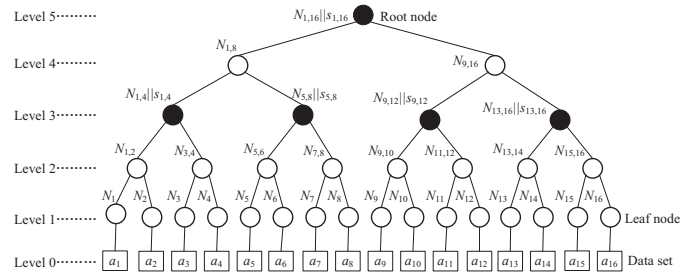 Level 5 N1,16||s1,16 Root node
Level 4 N1,8 N9,16
Level 3 N1,4||s1,4 N5,8||s5,8 N9,12||s9,12 N13,16||s13,16
Level 2 N1,2 N3,4 N5,6 N7,8 N9,10 N11,12 N13,14 N15,16
Level 1 N1 N2 N3 N4 N5 N6 N7 N8 N9 N10 N11 N12 N13 N14 N15 N16 Leaf node
Level 0 a1 a2 a3 a4 a5 a6 a7 a8 a9 a10 a11 a12 a13 a14 a15 a16 Data set